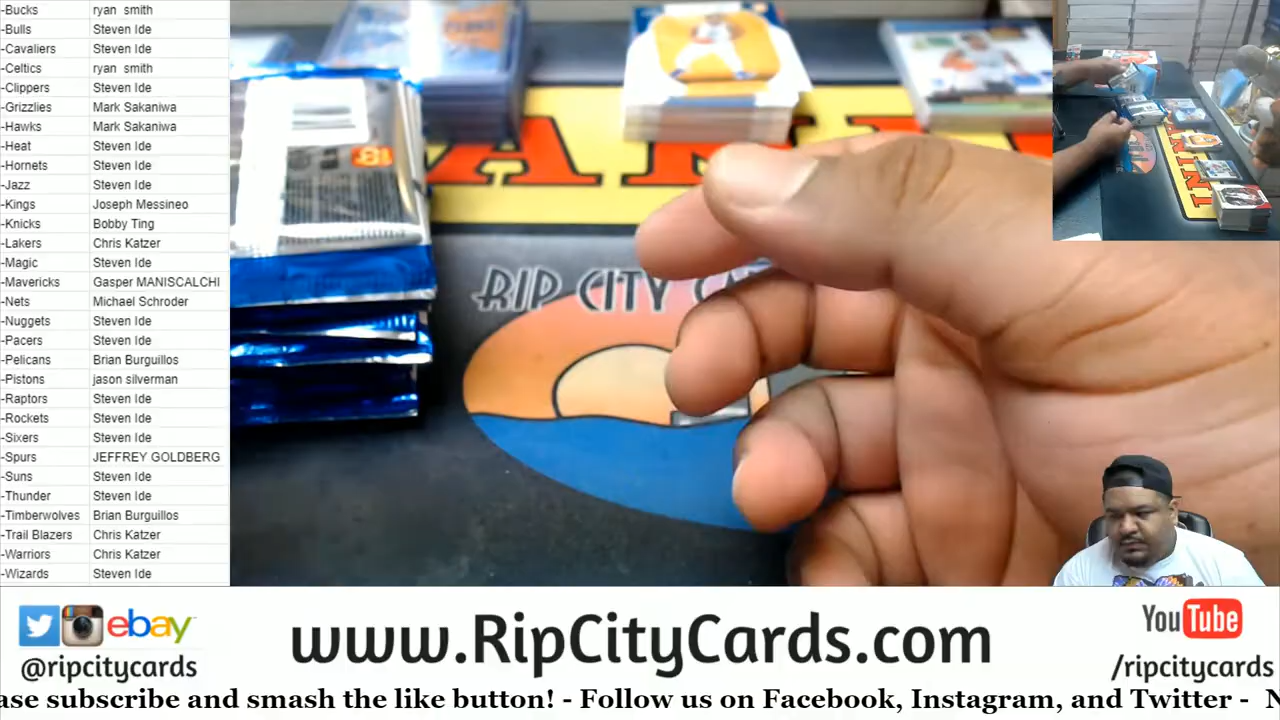 -Bucks ryan smith
-Bulls Steven Ide
-Cavaliers Steven Ide
-Celtics ryan smith
-Clippers Steven Ide
-Grizzlies Mark Sakaniwa
-Hawks Mark Sakaniwa
-Heat Steven Ide
-Hornets Steven Ide
-Jazz Steven Ide
-Kings Joseph Messineo
-Knicks Bobby Ting
-Lakers Chris Katzer
-Magic Steven Ide
-Mavericks Gasper MANISCALCHI
-Nets Michael Schroder
-Nuggets Steven Ide
-Pacers Steven Ide
-Pelicans Brian Burguillos
-Pistons jason silverman
-Raptors Steven Ide
-Rockets Steven Ide
-Sixers Steven Ide
-Spurs JEFFREY GOLDBERG
-Suns Steven Ide
-Thunder Steven Ide
-Timberwolves Brian Burguillos
-Trail Blazers Chris Katzer
-Warriors Chris Katzer
-Wizards Steven Ide
RIP CITY
ebay
@ripcitycards
www.RipCityCards.com
YouTube
/ripcitycards
ase subscribe and smash the like button! - Follow us on Facebook, Instagram, and Twitter - N